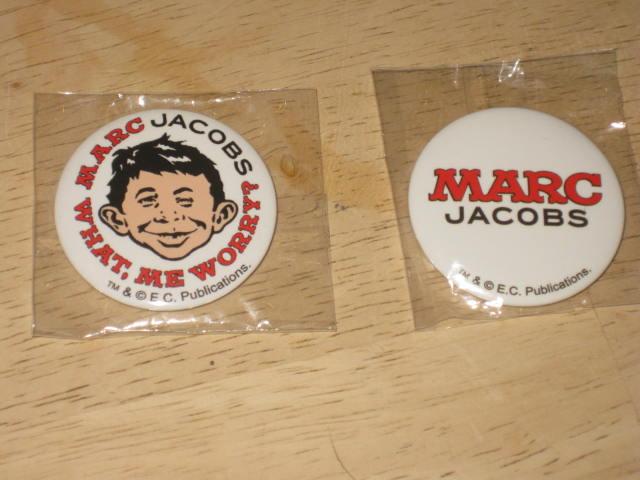 MARC JACOBS
WHAT, ME WORRY?
TM & © E.C. Publications.
MARC
JACOBS
TM & © E.C. Publications.